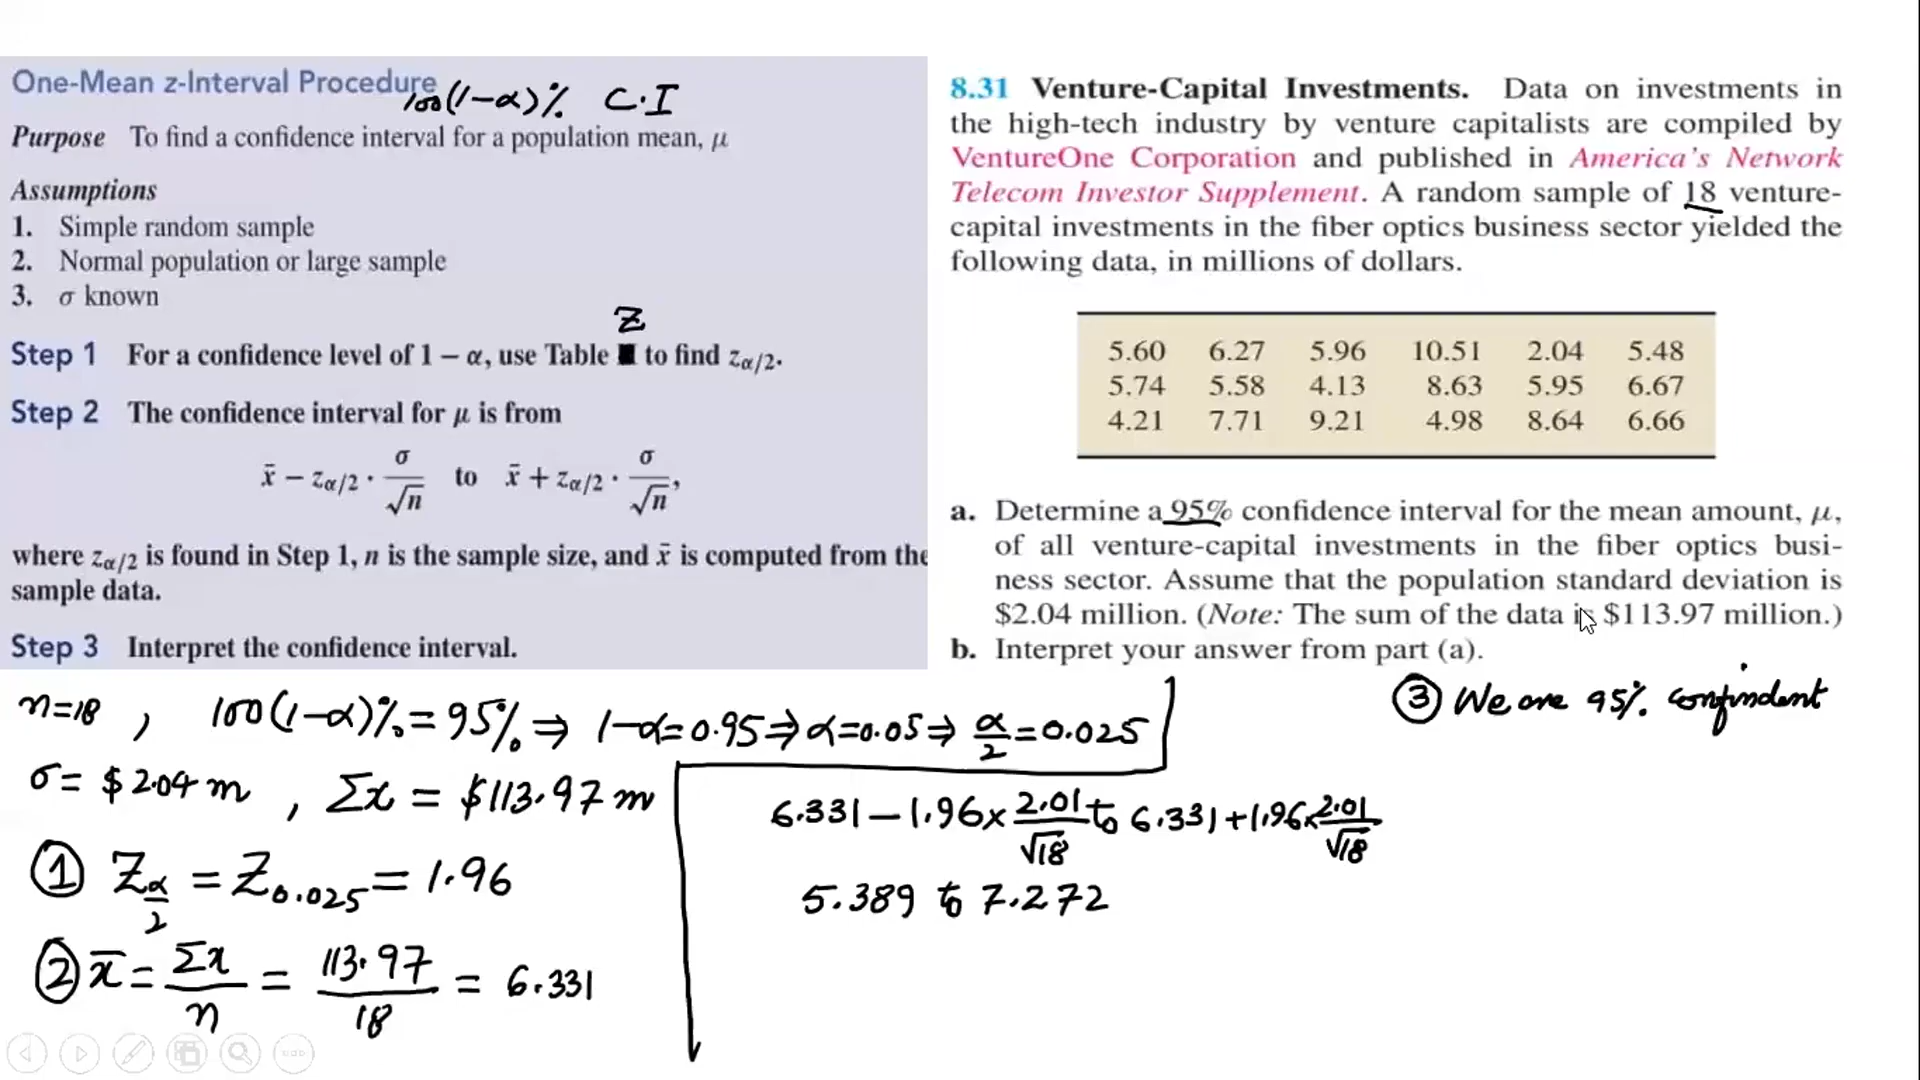 One-Mean z-Interval Procedure
100(1-α)% C.I
Purpose To find a confidence interval for a population mean, μ
Assumptions
1. Simple random sample
2. Normal population or large sample
3. σ known
Z
Step 1 For a confidence level of 1 − α, use Table to find zα/2.
Step 2 The confidence interval for μ is from
x̄ − zα/2 · σ/√n to x̄ + zα/2 · σ/√n,
where zα/2 is found in Step 1, n is the sample size, and x̄ is computed from the
sample data.
Step 3 Interpret the confidence interval.
8.31 Venture-Capital Investments. Data on investments in
the high-tech industry by venture capitalists are compiled by
VentureOne Corporation and published in America's Network
Telecom Investor Supplement. A random sample of 18 venture-
capital investments in the fiber optics business sector yielded the
following data, in millions of dollars.
5.60 6.27 5.96 10.51 2.04 5.48
5.74 5.58 4.13 8.63 5.95 6.67
4.21 7.71 9.21 4.98 8.64 6.66
a. Determine a 95% confidence interval for the mean amount, μ,
of all venture-capital investments in the fiber optics busi-
ness sector. Assume that the population standard deviation is
$2.04 million. (Note: The sum of the data is $113.97 million.)
b. Interpret your answer from part (a).
n=18 , 100(1-α)% = 95% ⇒ 1-α=0.95 ⇒ α=0.05 ⇒ α/2 = 0.025
σ = $2.04 m , Σx = $113.97 m
① Zα/2 = Z0.025 = 1.96
② x̄ = Σx/n = 113.97/18 = 6.331
6.331 − 1.96 × 2.01/√18 to 6.331 + 1.96 × 2.01/√18
5.389 to 7.272
③ We are 95% confindent